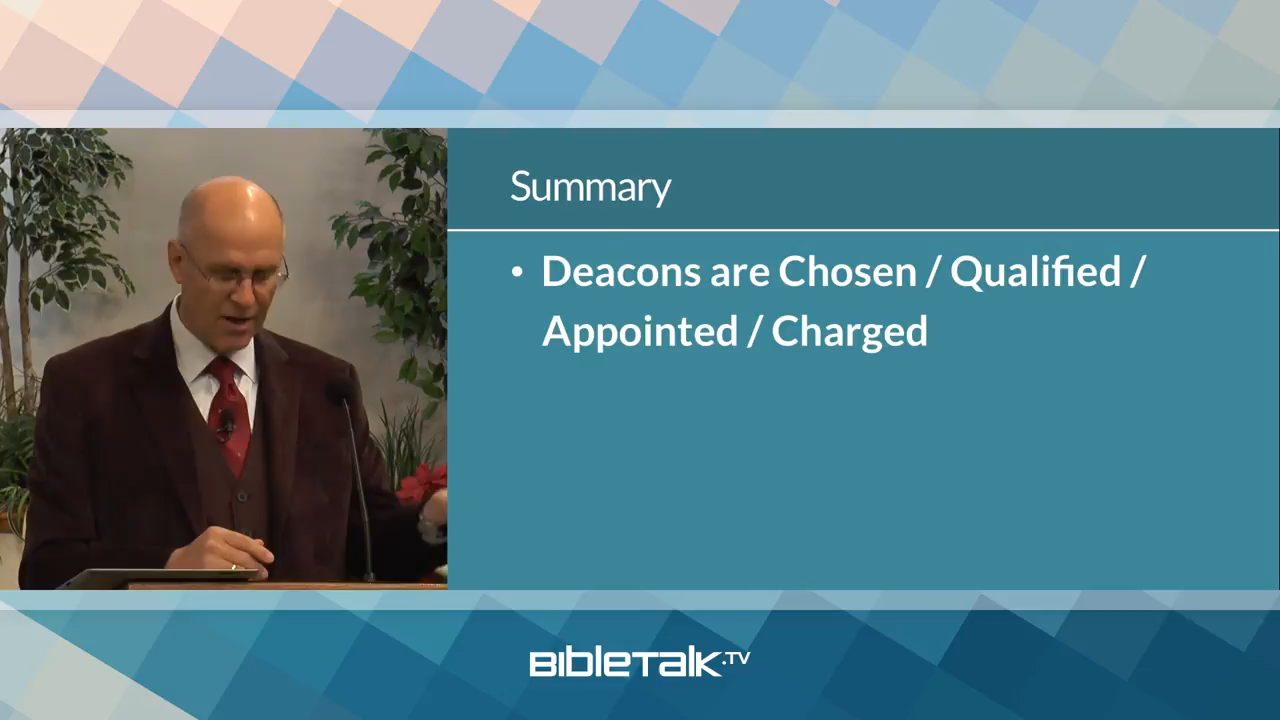 Summary
• Deacons are Chosen / Qualified /
Appointed / Charged
BibleTalk.TV